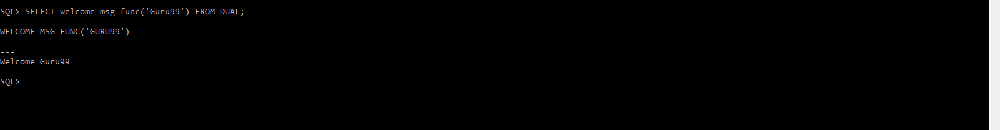 SQL> SELECT welcome_msg_func('Guru99') FROM DUAL;
WELCOME_MSG_FUNC('GURU99')
-----------------------------------------------------------------------------------------------------------------------------------------------------------------------------------------------------
---
Welcome Guru99
SQL>